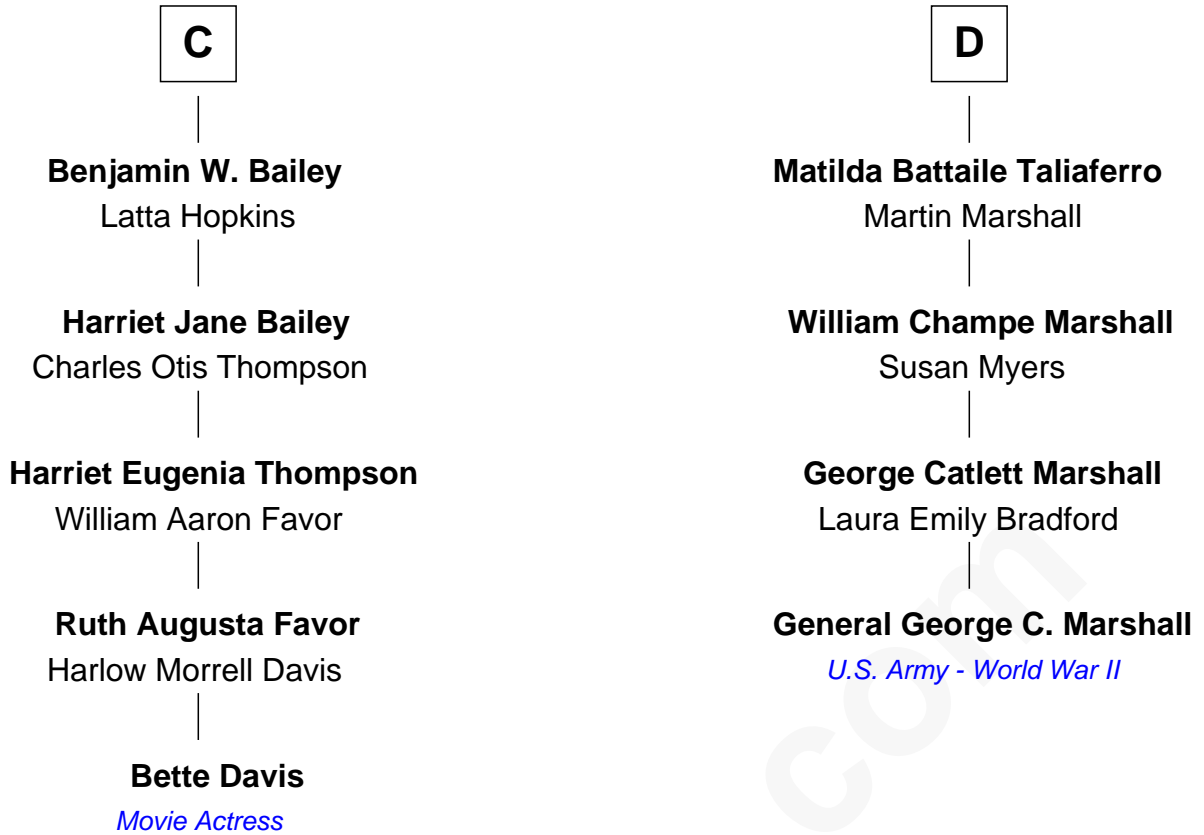 C
Benjamin W. Bailey
Latta Hopkins
Harriet Jane Bailey
Charles Otis Thompson
Harriet Eugenia Thompson
William Aaron Favor
Ruth Augusta Favor
Harlow Morrell Davis
Bette Davis
Movie Actress
D
Matilda Battaile Taliaferro
Martin Marshall
William Champe Marshall
Susan Myers
George Catlett Marshall
Laura Emily Bradford
General George C. Marshall
U.S. Army - World War II
com